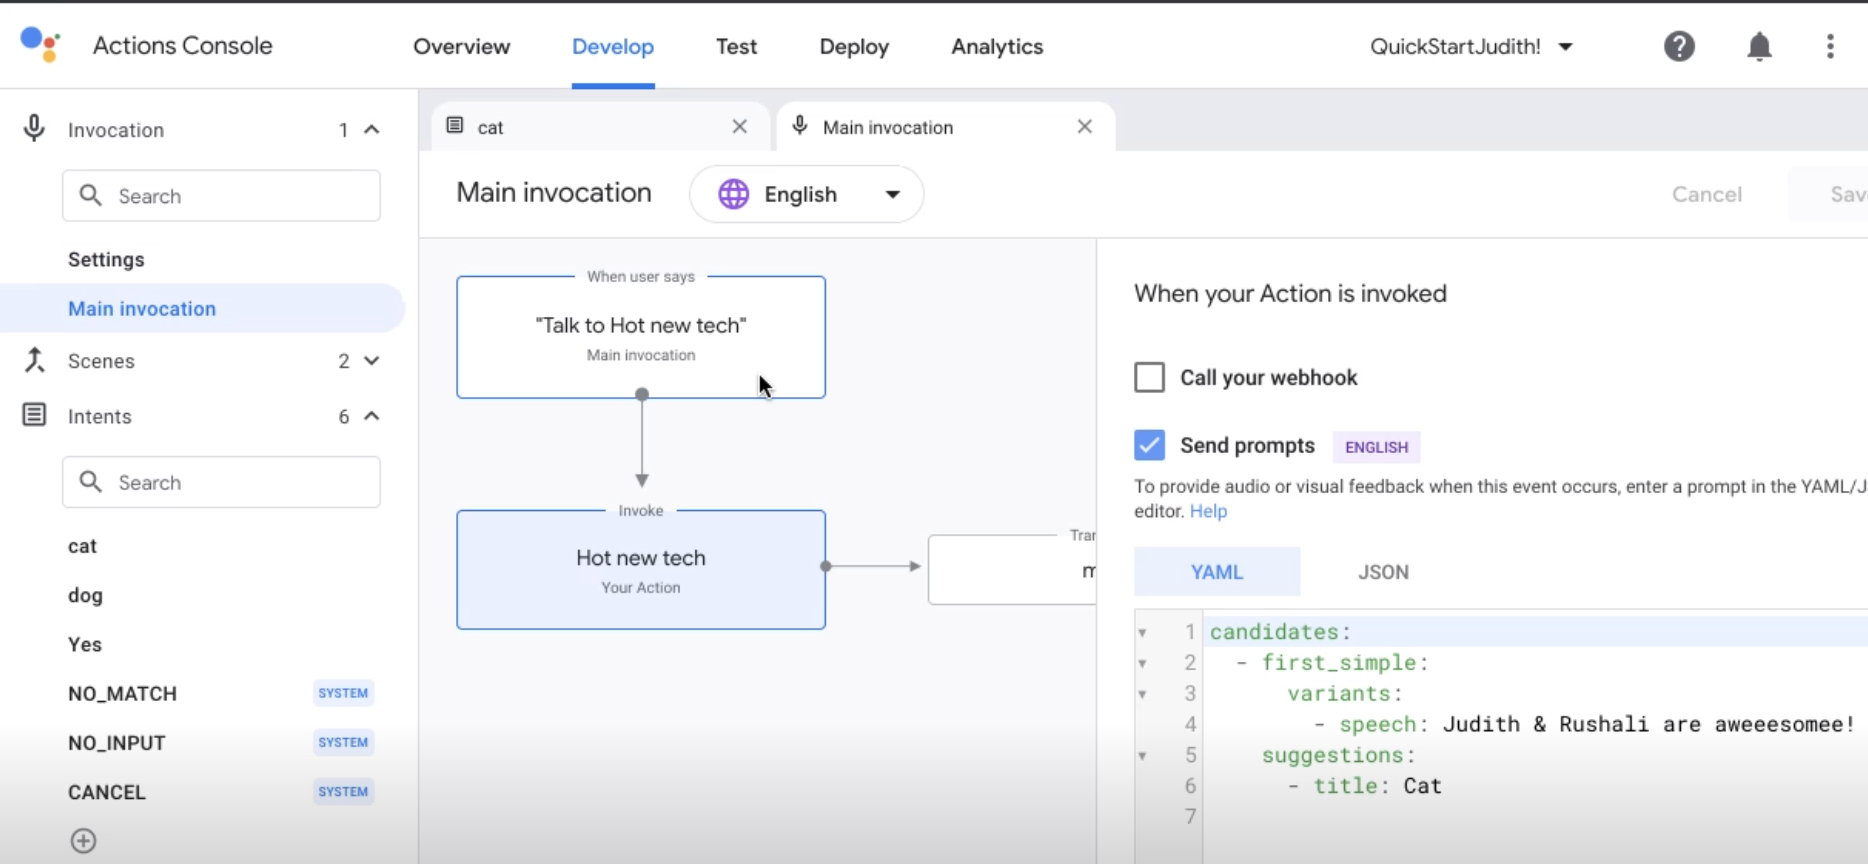 Actions Console
Overview
Develop
Test
Deploy
Analytics
QuickStartJudith!
Invocation 1
Search
Settings
Main invocation
Scenes 2
Intents 6
Search
cat
dog
Yes
NO_MATCH SYSTEM
NO_INPUT SYSTEM
CANCEL SYSTEM
cat
Main invocation
Main invocation
English
Cancel
When user says
"Talk to Hot new tech"
Main invocation
Invoke
Hot new tech
Your Action
When your Action is invoked
Call your webhook
Send prompts ENGLISH
To provide audio or visual feedback when this event occurs, enter a prompt in the YAML/J
editor. Help
YAML
JSON
1 candidates:
2 - first_simple:
3 variants:
4 - speech: Judith & Rushali are aweeesomee!
5 suggestions:
6 - title: Cat
7